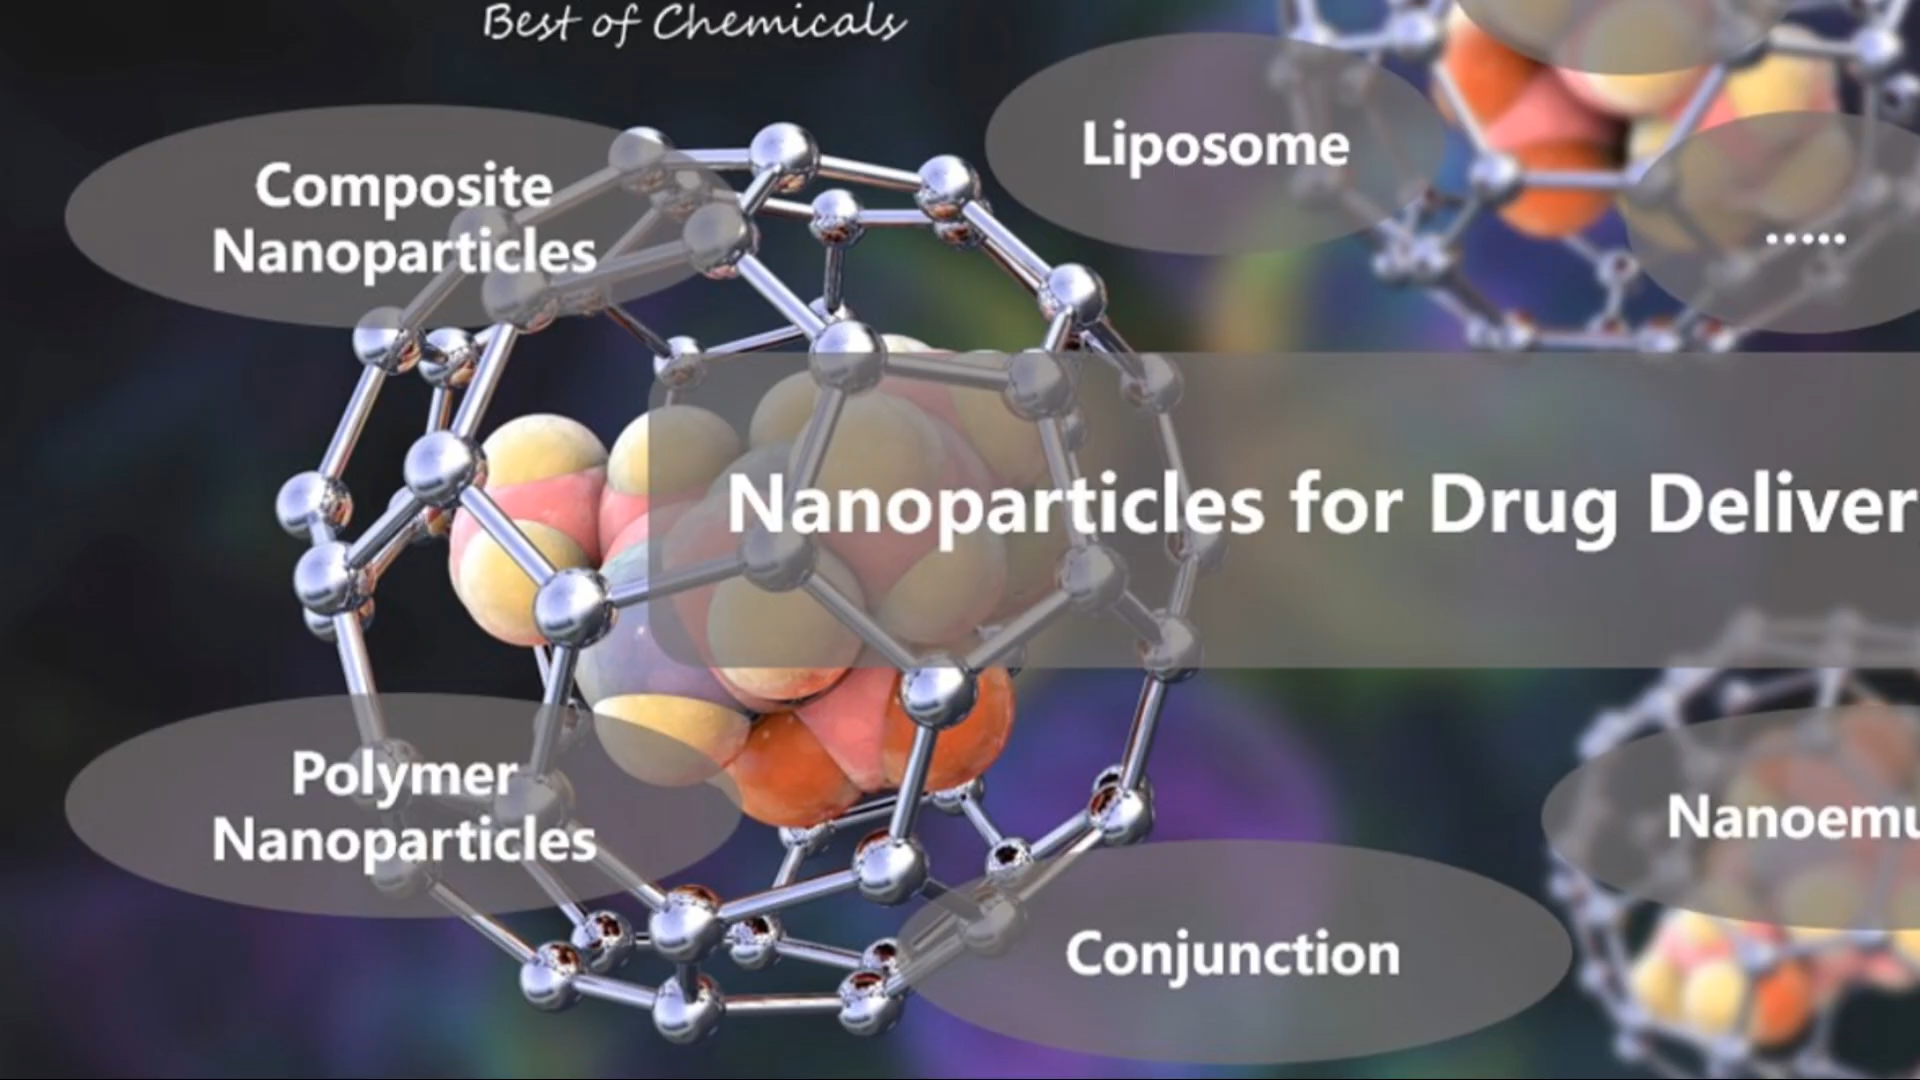 Best of Chemicals
Liposome
Composite
Nanoparticles
.....
Nanoparticles for Drug Deliver
Polymer
Nanoparticles
Nanoemu
Conjunction